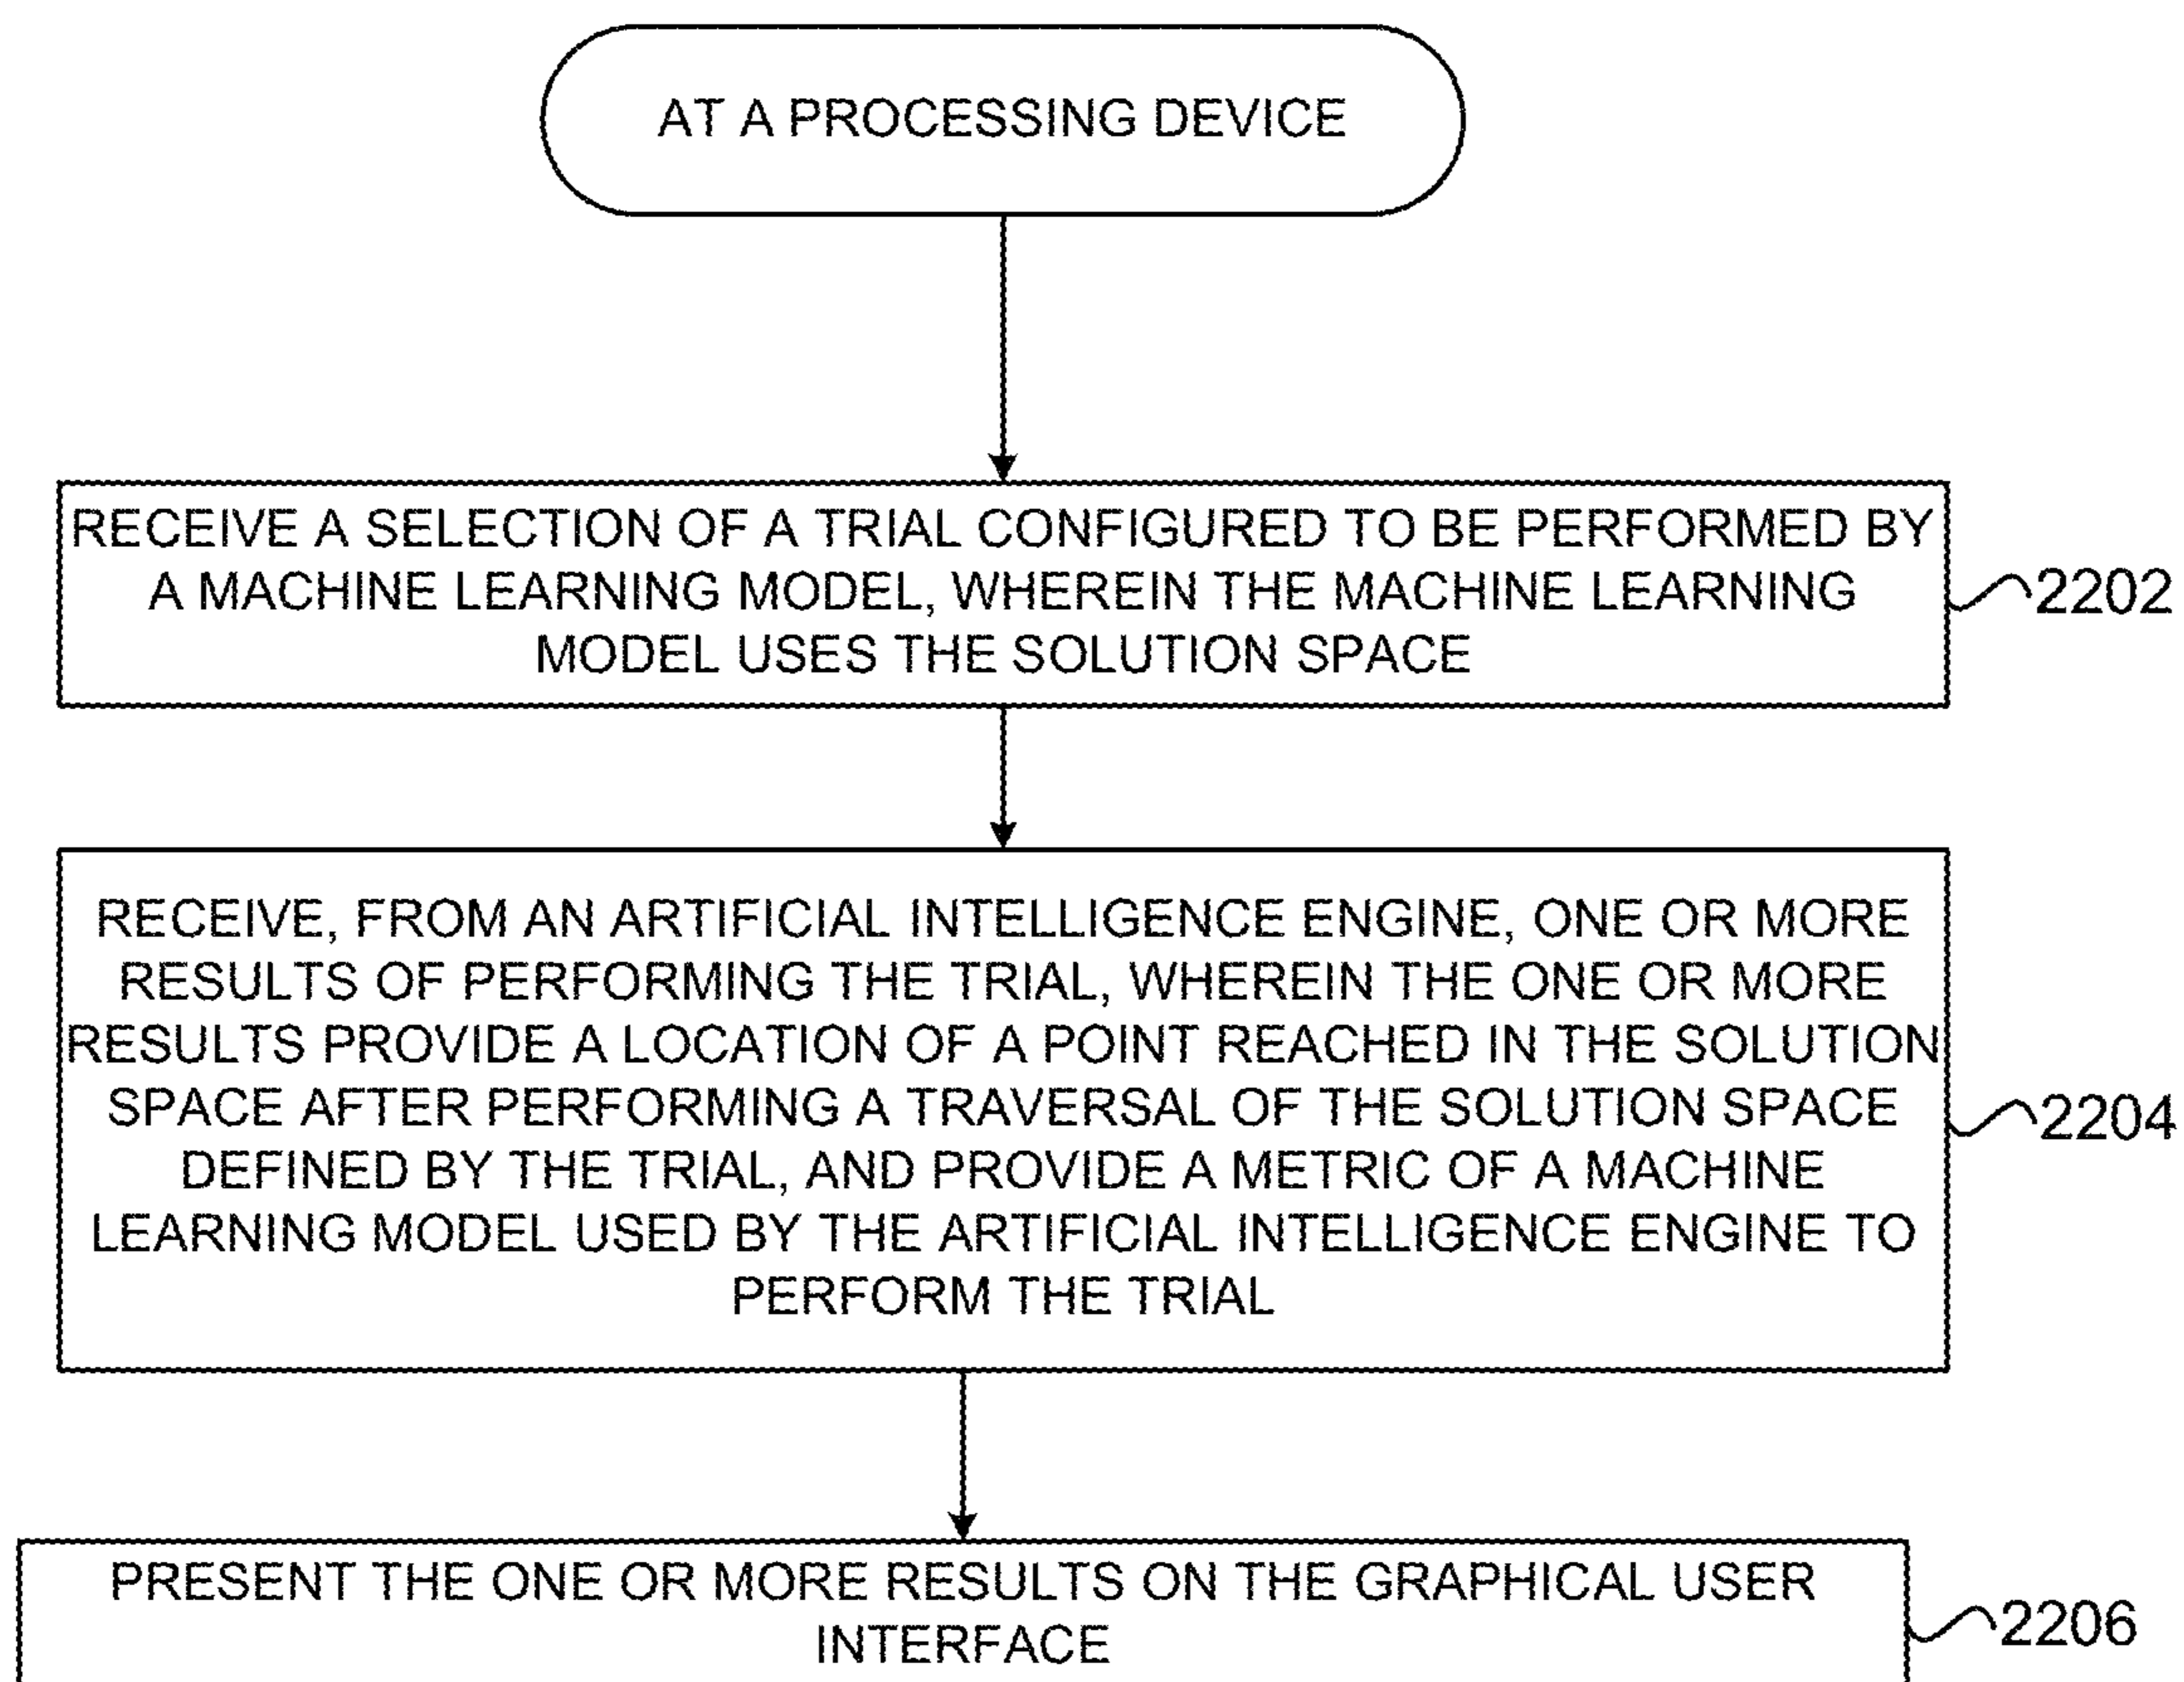 AT A PROCESSING DEVICE
RECEIVE A SELECTION OF A TRIAL CONFIGURED TO BE PERFORMED BY
A MACHINE LEARNING MODEL, WHEREIN THE MACHINE LEARNING
MODEL USES THE SOLUTION SPACE
2202
RECEIVE, FROM AN ARTIFICIAL INTELLIGENCE ENGINE, ONE OR MORE
RESULTS OF PERFORMING THE TRIAL, WHEREIN THE ONE OR MORE
RESULTS PROVIDE A LOCATION OF A POINT REACHED IN THE SOLUTION
SPACE AFTER PERFORMING A TRAVERSAL OF THE SOLUTION SPACE
DEFINED BY THE TRIAL, AND PROVIDE A METRIC OF A MACHINE
LEARNING MODEL USED BY THE ARTIFICIAL INTELLIGENCE ENGINE TO
PERFORM THE TRIAL
2204
PRESENT THE ONE OR MORE RESULTS ON THE GRAPHICAL USER
INTERFACE
2206